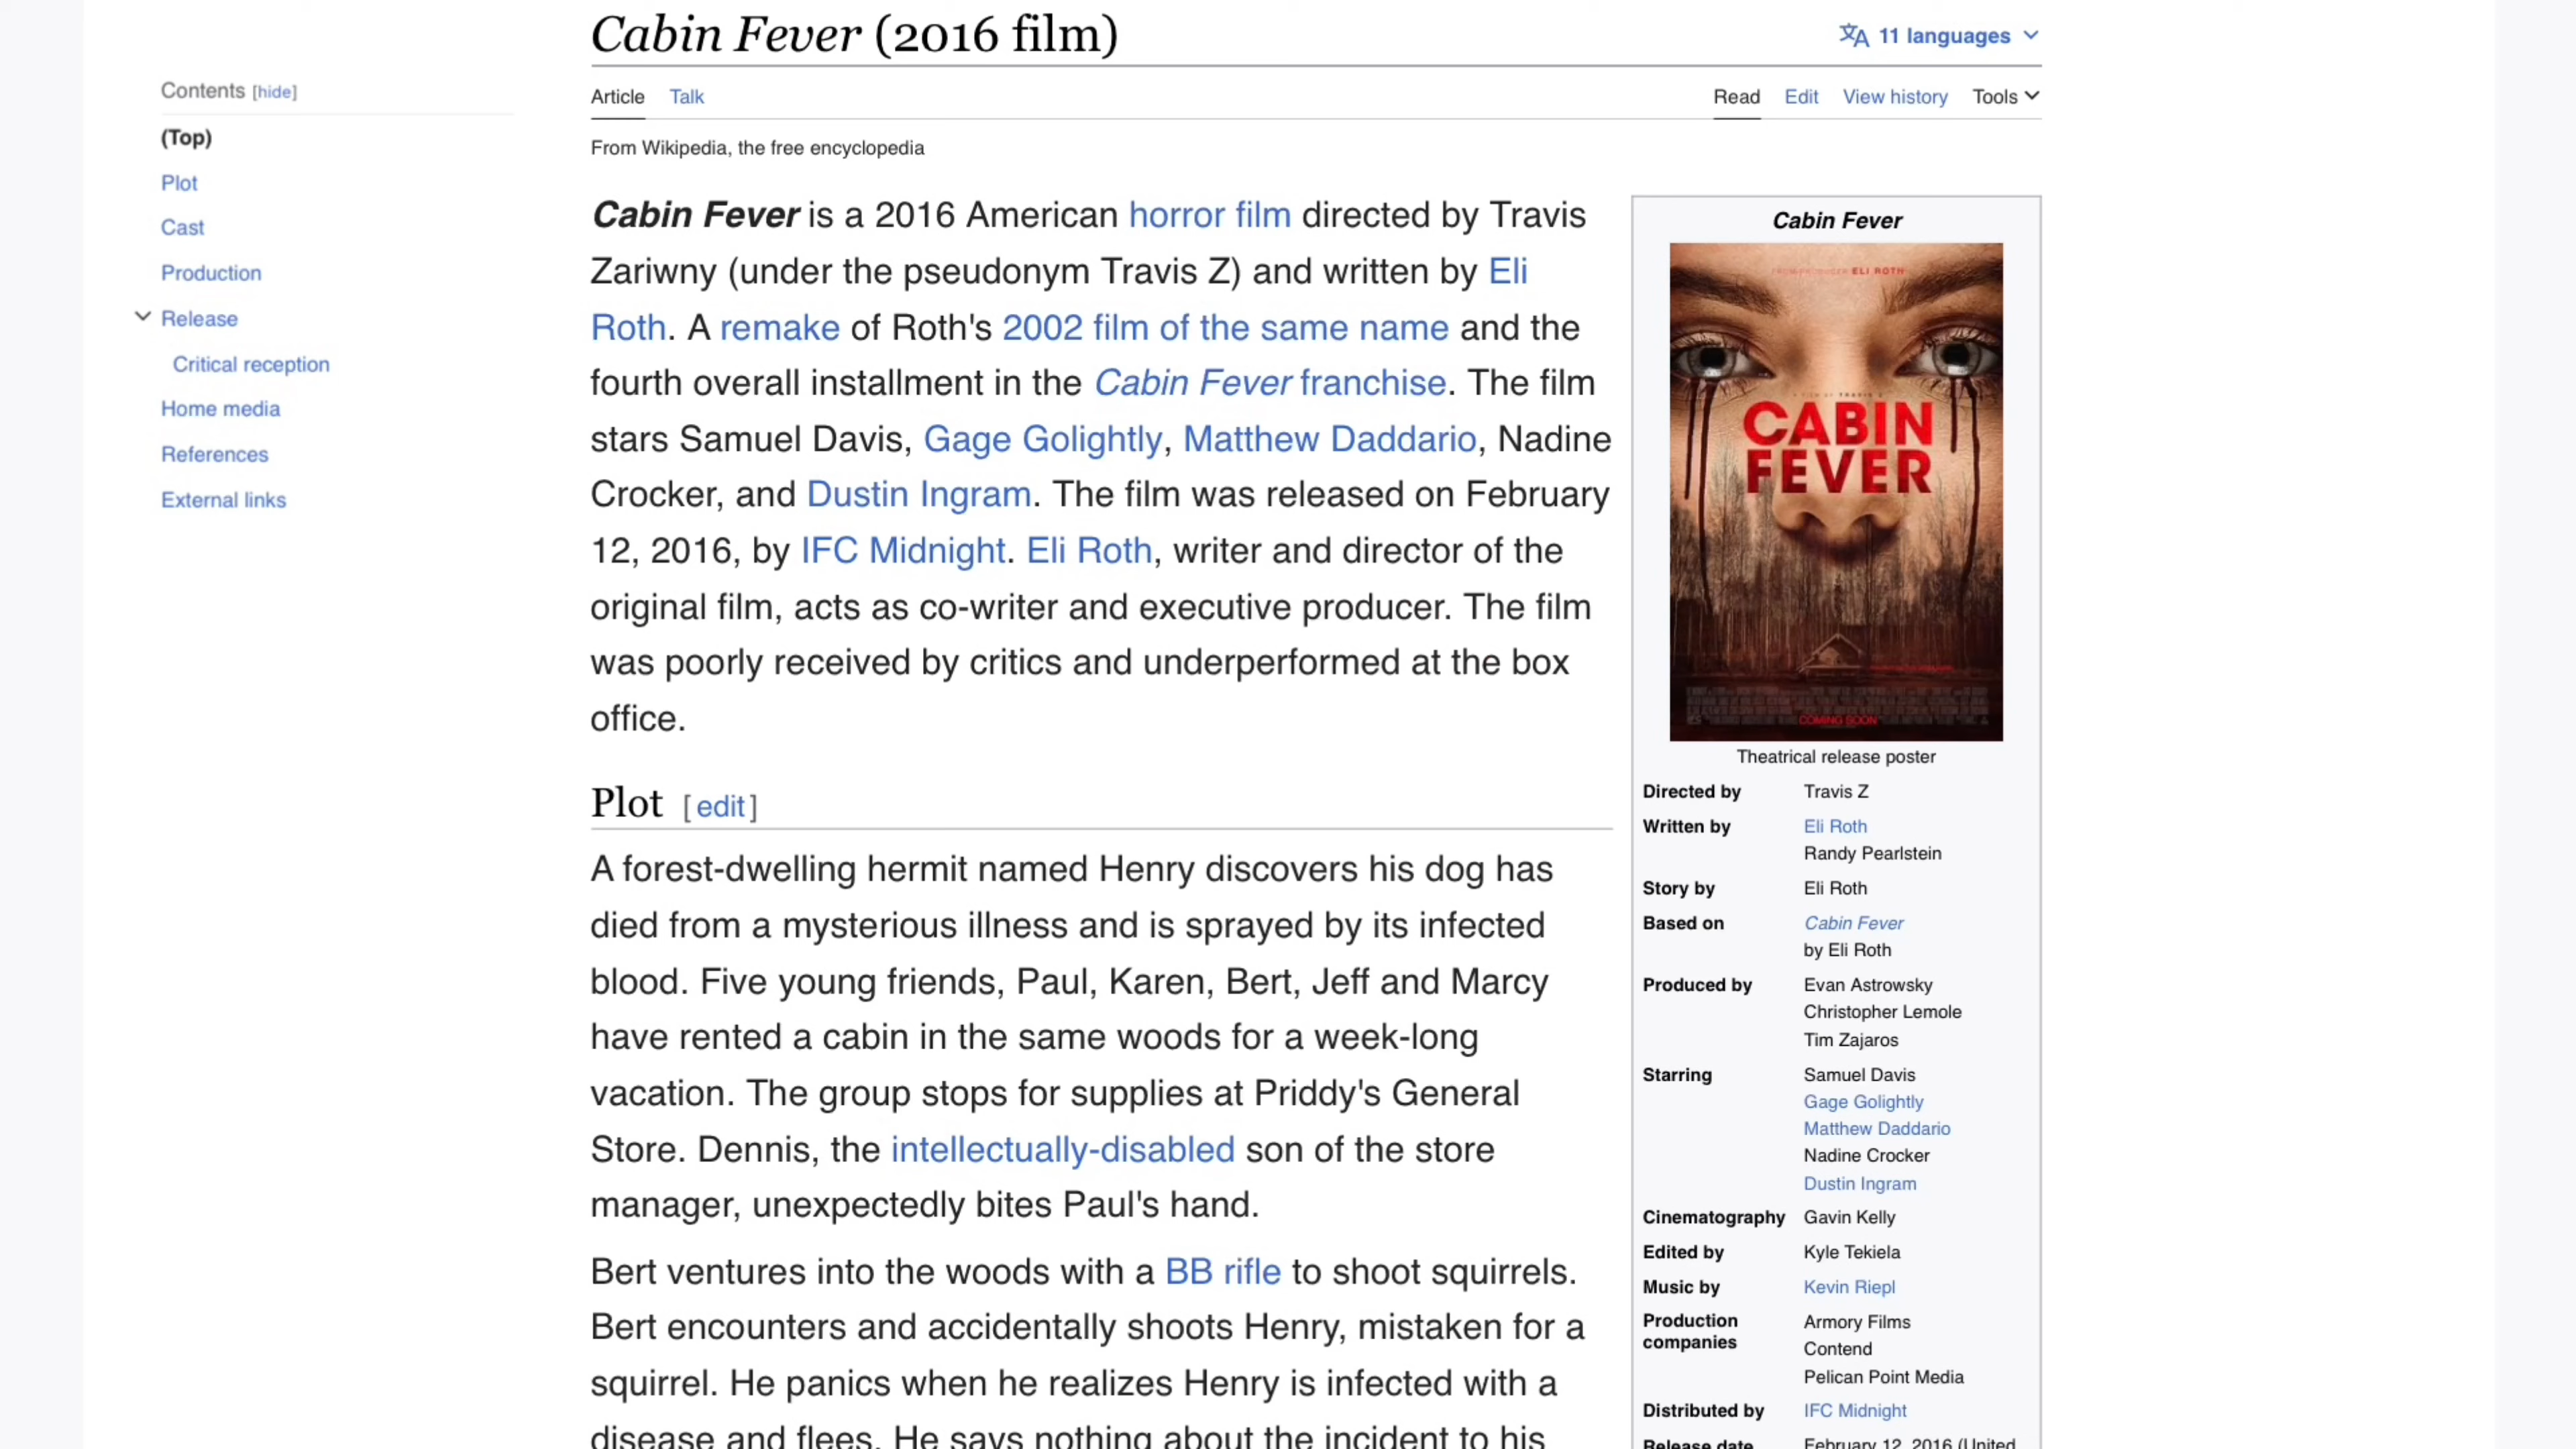 Cabin Fever (2016 film)
11 languages
Contents [hide]
(Top)
Plot
Cast
Production
Release
Critical reception
Home media
References
External links
Article Talk
Read Edit View history Tools
From Wikipedia, the free encyclopedia
Cabin Fever is a 2016 American horror film directed by Travis
Zariwny (under the pseudonym Travis Z) and written by Eli
Roth. A remake of Roth's 2002 film of the same name and the
fourth overall installment in the Cabin Fever franchise. The film
stars Samuel Davis, Gage Golightly, Matthew Daddario, Nadine
Crocker, and Dustin Ingram. The film was released on February
12, 2016, by IFC Midnight. Eli Roth, writer and director of the
original film, acts as co-writer and executive producer. The film
was poorly received by critics and underperformed at the box
office.
Plot [edit]
A forest-dwelling hermit named Henry discovers his dog has
died from a mysterious illness and is sprayed by its infected
blood. Five young friends, Paul, Karen, Bert, Jeff and Marcy
have rented a cabin in the same woods for a week-long
vacation. The group stops for supplies at Priddy's General
Store. Dennis, the intellectually-disabled son of the store
manager, unexpectedly bites Paul's hand.
Bert ventures into the woods with a BB rifle to shoot squirrels.
Bert encounters and accidentally shoots Henry, mistaken for a
squirrel. He panics when he realizes Henry is infected with a
disease and flees. He says nothing about the incident to his
Cabin Fever
FROM PRODUCER ELI ROTH
A FILM BY TRAVIS Z
CABIN
FEVER
COMING SOON
Theatrical release poster
Directed by Travis Z
Written by Eli Roth
Randy Pearlstein
Story by Eli Roth
Based on Cabin Fever
by Eli Roth
Produced by Evan Astrowsky
Christopher Lemole
Tim Zajaros
Starring Samuel Davis
Gage Golightly
Matthew Daddario
Nadine Crocker
Dustin Ingram
Cinematography Gavin Kelly
Edited by Kyle Tekiela
Music by Kevin Riepl
Production
companies
Armory Films
Contend
Pelican Point Media
Distributed by IFC Midnight
Release date February 12, 2016 (United